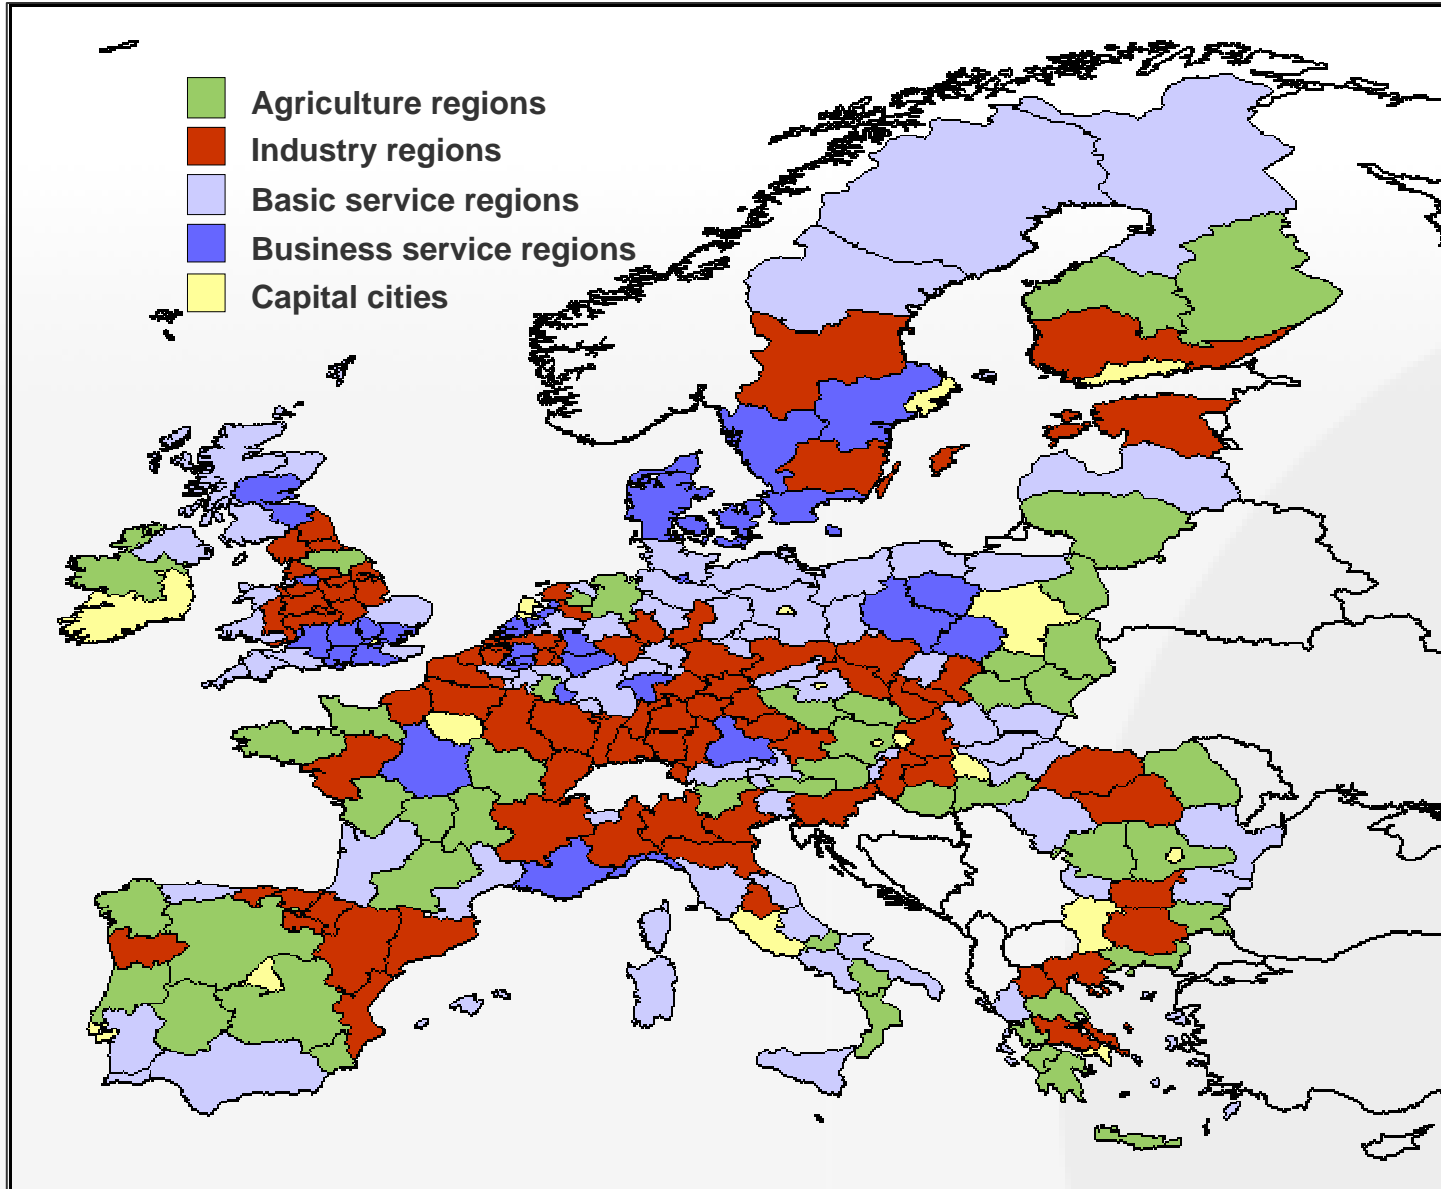 Agriculture regions
Industry regions
Basic service regions
Business service regions
Capital cities